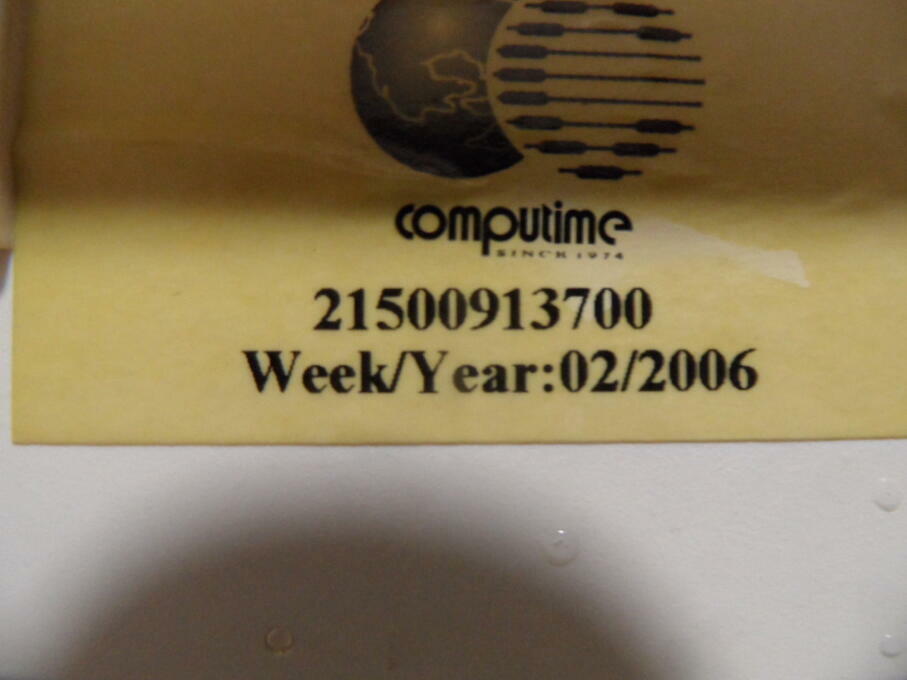 computime
SINCE 1974
21500913700
Week/Year:02/2006